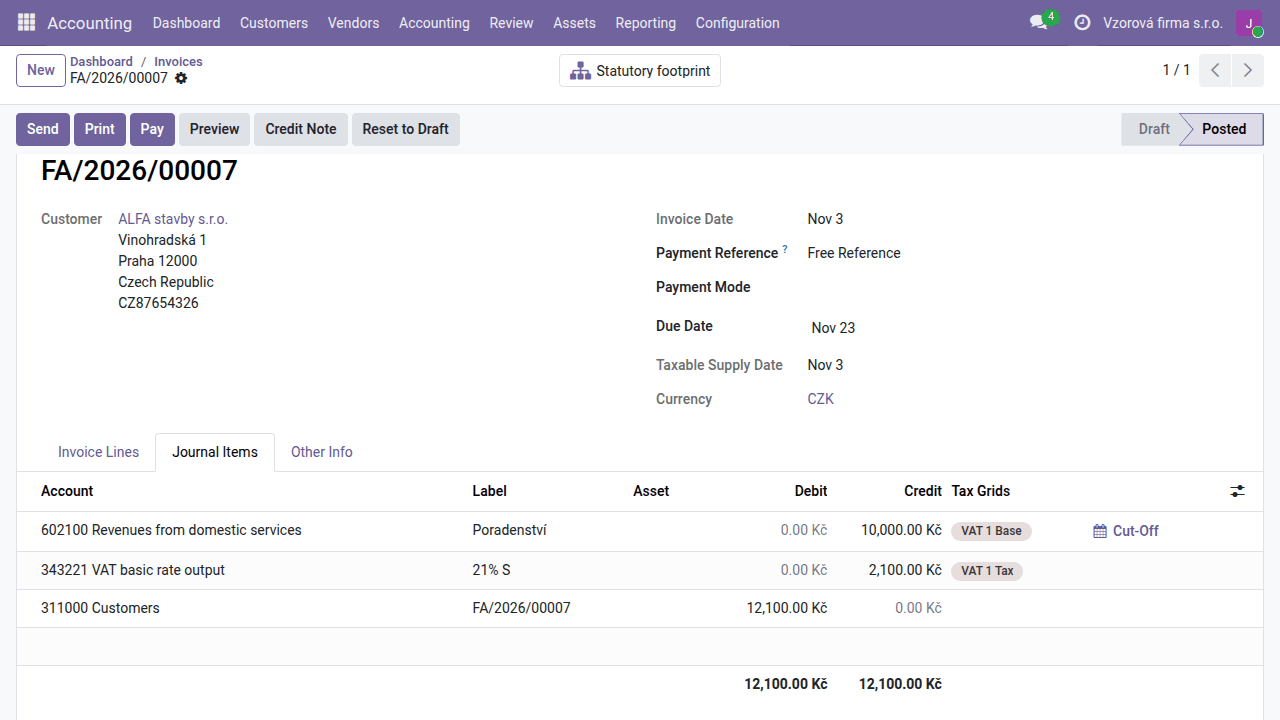 Accounting Dashboard Customers Vendors Accounting Review Assets Reporting Configuration 4 Vzorová firma s.r.o. J
New Dashboard / Invoices
FA/2026/00007
Statutory footprint
1 / 1
Send Print Pay Preview Credit Note Reset to Draft Draft Posted
FA/2026/00007
Customer ALFA stavby s.r.o.
Vinohradská 1
Praha 12000
Czech Republic
CZ87654326
Invoice Date Nov 3
Payment Reference ? Free Reference
Payment Mode
Due Date Nov 23
Taxable Supply Date Nov 3
Currency CZK
Invoice Lines Journal Items Other Info
Account Label Asset Debit Credit Tax Grids
602100 Revenues from domestic services Poradenství 0.00 Kč 10,000.00 Kč VAT 1 Base Cut-Off
343221 VAT basic rate output 21% S 0.00 Kč 2,100.00 Kč VAT 1 Tax
311000 Customers FA/2026/00007 12,100.00 Kč 0.00 Kč
12,100.00 Kč 12,100.00 Kč